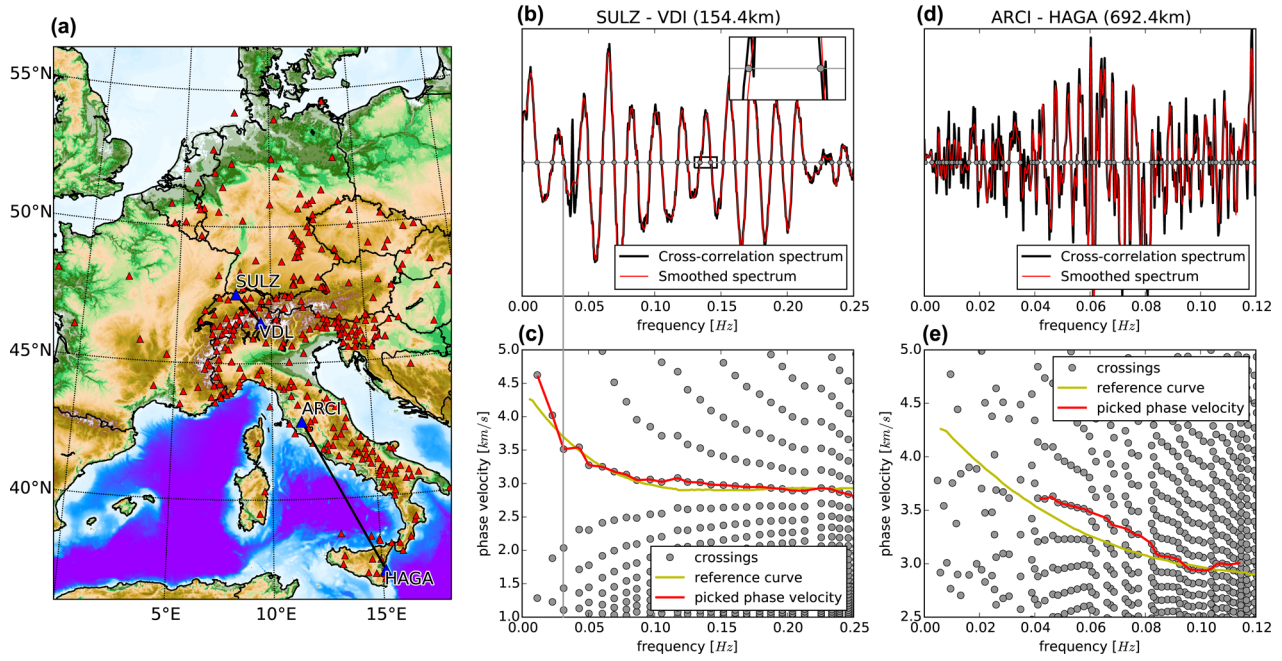 (a)
55°N
50°N
45°N
40°N
5°E
10°E
15°E
SULZ
VDL
ARCI
HAGA
(b)
SULZ - VDI (154.4km)
Cross-correlation spectrum
Smoothed spectrum
0.00 0.05 0.10 0.15 0.20 0.25
frequency [Hz]
(c)
phase velocity [km/s]
5.0
4.5
4.0
3.5
3.0
2.5
2.0
1.5
1.0
crossings
reference curve
picked phase velocity
0.00 0.05 0.10 0.15 0.20 0.25
frequency [Hz]
(d)
ARCI - HAGA (692.4km)
Cross-correlation spectrum
Smoothed spectrum
0.00 0.02 0.04 0.06 0.08 0.10 0.12
frequency [Hz]
(e)
phase velocity [km/s]
5.0
4.5
4.0
3.5
3.0
2.5
crossings
reference curve
picked phase velocity
0.00 0.02 0.04 0.06 0.08 0.10 0.12
frequency [Hz]